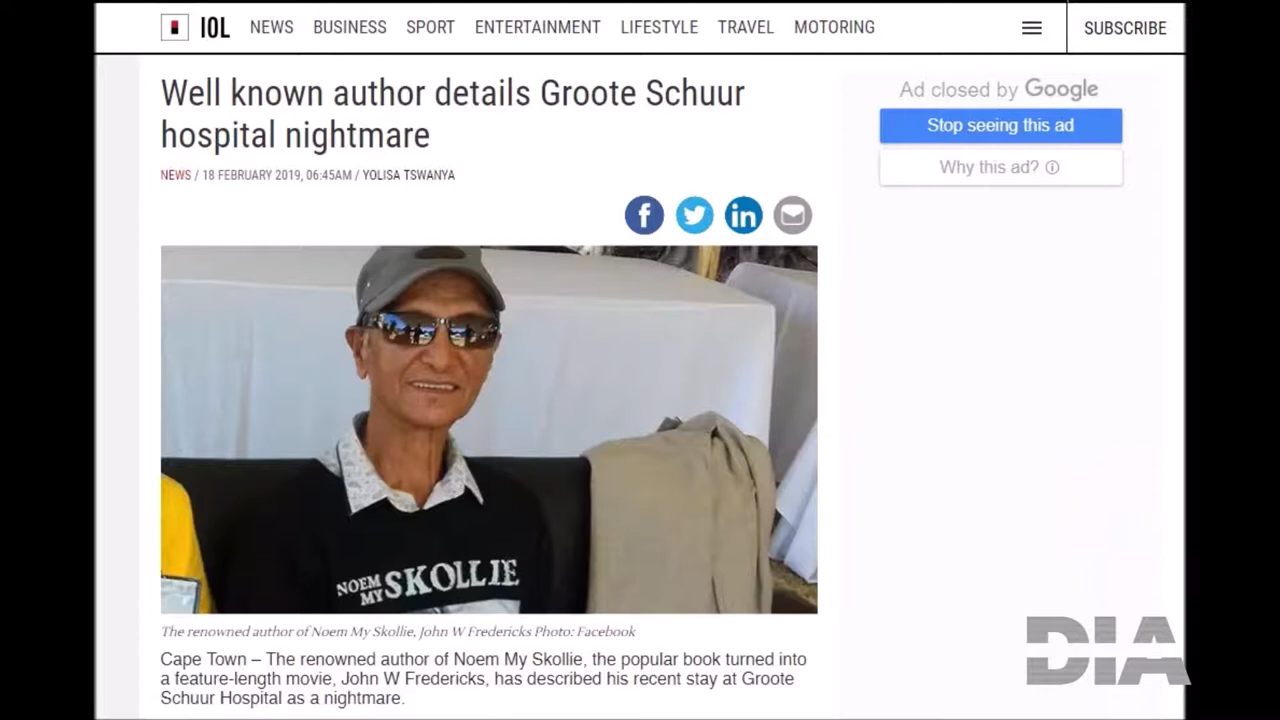 IOL NEWS BUSINESS SPORT ENTERTAINMENT LIFESTYLE TRAVEL MOTORING SUBSCRIBE
Well known author details Groote Schuur
hospital nightmare
NEWS / 18 FEBRUARY 2019, 06:45AM / YOLISA TSWANYA
Ad closed by Google
Stop seeing this ad
Why this ad?
NOEM
MY SKOLLIE
The renowned author of Noem My Skollie, John W Fredericks Photo: Facebook
Cape Town – The renowned author of Noem My Skollie, the popular book turned into
a feature-length movie, John W Fredericks, has described his recent stay at Groote
Schuur Hospital as a nightmare.
DIA